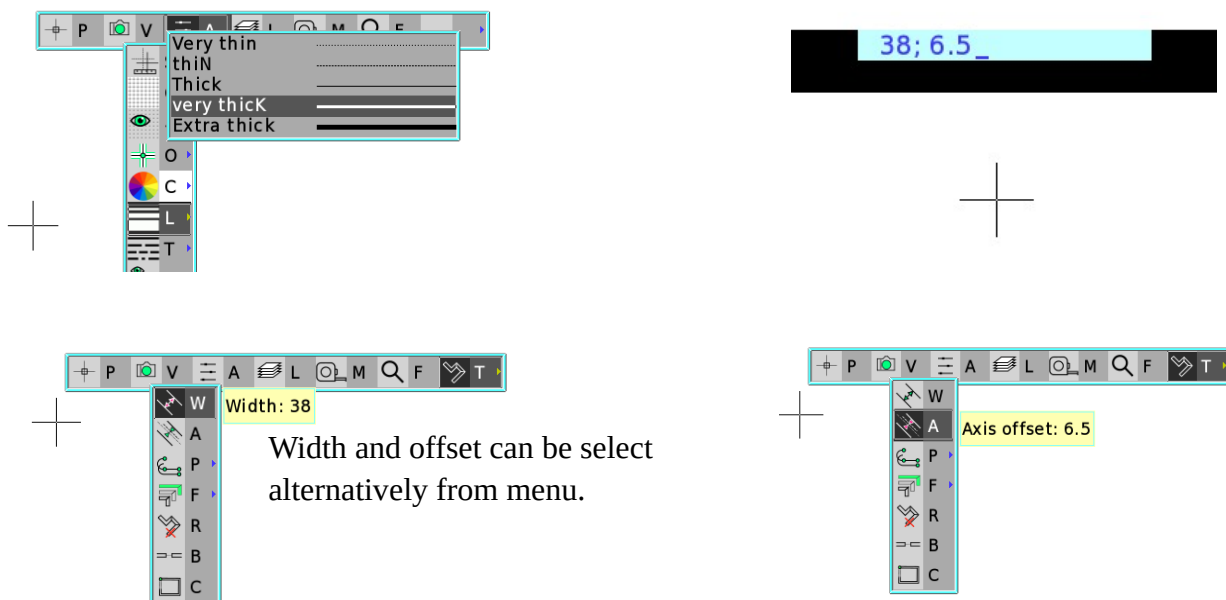 P V A L M F
Very thin
thiN
Thick
very thicK
Extra thick
O
C
L
T
38; 6.5_
P V A L M F T
W Width: 38
A
P
F
R
B
C
Width and offset can be select
alternatively from menu.
P V A L M F T
W
A Axis offset: 6.5
P
F
R
B
C